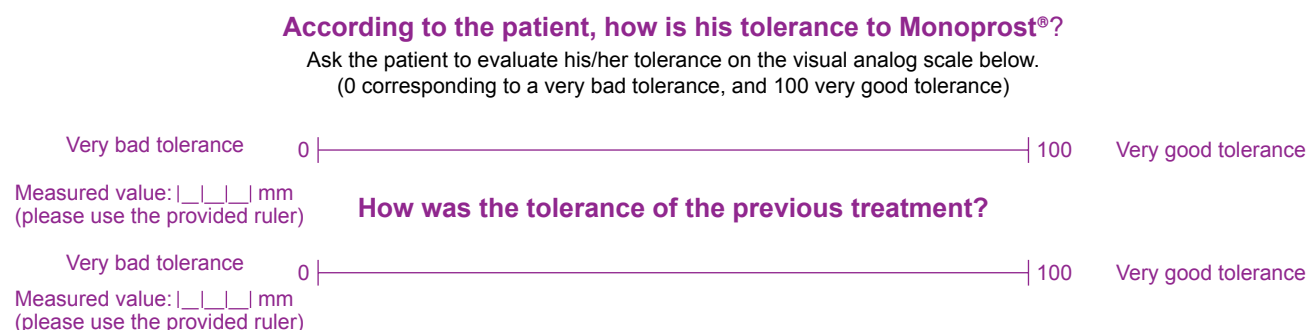 According to the patient, how is his tolerance to Monoprost®?
Ask the patient to evaluate his/her tolerance on the visual analog scale below.
(0 corresponding to a very bad tolerance, and 100 very good tolerance)
Very bad tolerance 0 100 Very good tolerance
Measured value: |__|__|__| mm
(please use the provided ruler)
How was the tolerance of the previous treatment?
Very bad tolerance 0 100 Very good tolerance
Measured value: |__|__|__| mm
(please use the provided ruler)